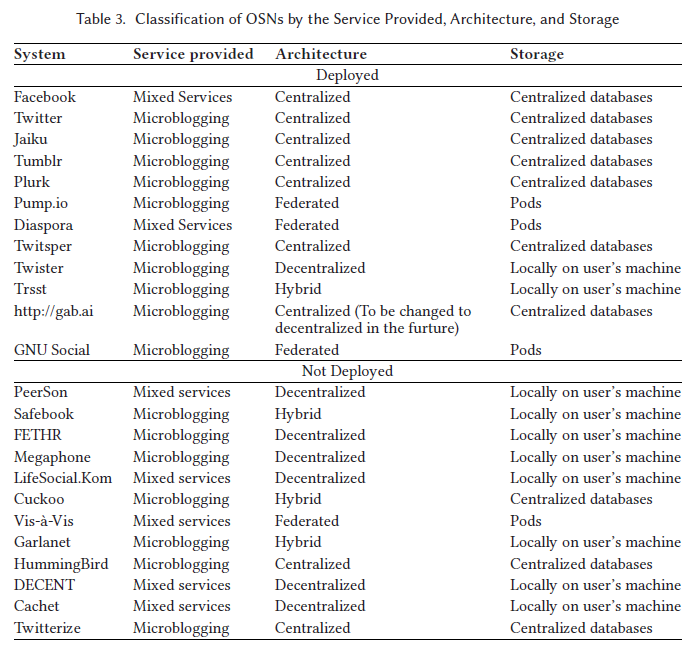 Table 3. Classification of OSNs by the Service Provided, Architecture, and Storage
System Service provided Architecture Storage
Deployed
Facebook Mixed Services Centralized Centralized databases
Twitter Microblogging Centralized Centralized databases
Jaiku Microblogging Centralized Centralized databases
Tumblr Microblogging Centralized Centralized databases
Plurk Microblogging Centralized Centralized databases
Pump.io Microblogging Federated Pods
Diaspora Mixed Services Federated Pods
Twitsper Microblogging Centralized Centralized databases
Twister Microblogging Decentralized Locally on user's machine
Trsst Microblogging Hybrid Locally on user's machine
http://gab.ai Microblogging Centralized (To be changed to Centralized databases
decentralized in the furture)
GNU Social Microblogging Federated Pods
Not Deployed
PeerSon Mixed services Decentralized Locally on user's machine
Safebook Microblogging Hybrid Locally on user's machine
FETHR Microblogging Decentralized Locally on user's machine
Megaphone Microblogging Decentralized Locally on user's machine
LifeSocial.Kom Mixed services Decentralized Locally on user's machine
Cuckoo Microblogging Hybrid Centralized databases
Vis-à-Vis Mixed services Federated Pods
Garlanet Microblogging Hybrid Locally on user's machine
HummingBird Microblogging Centralized Centralized databases
DECENT Mixed services Decentralized Locally on user's machine
Cachet Mixed services Decentralized Locally on user's machine
Twitterize Microblogging Centralized Centralized databases